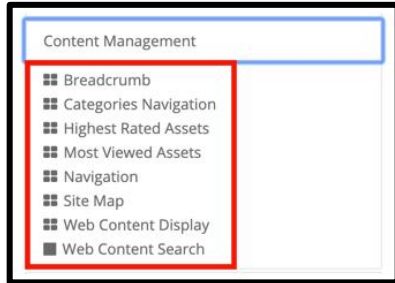 Content Management
Breadcrumb
Categories Navigation
Highest Rated Assets
Most Viewed Assets
Navigation
Site Map
Web Content Display
Web Content Search